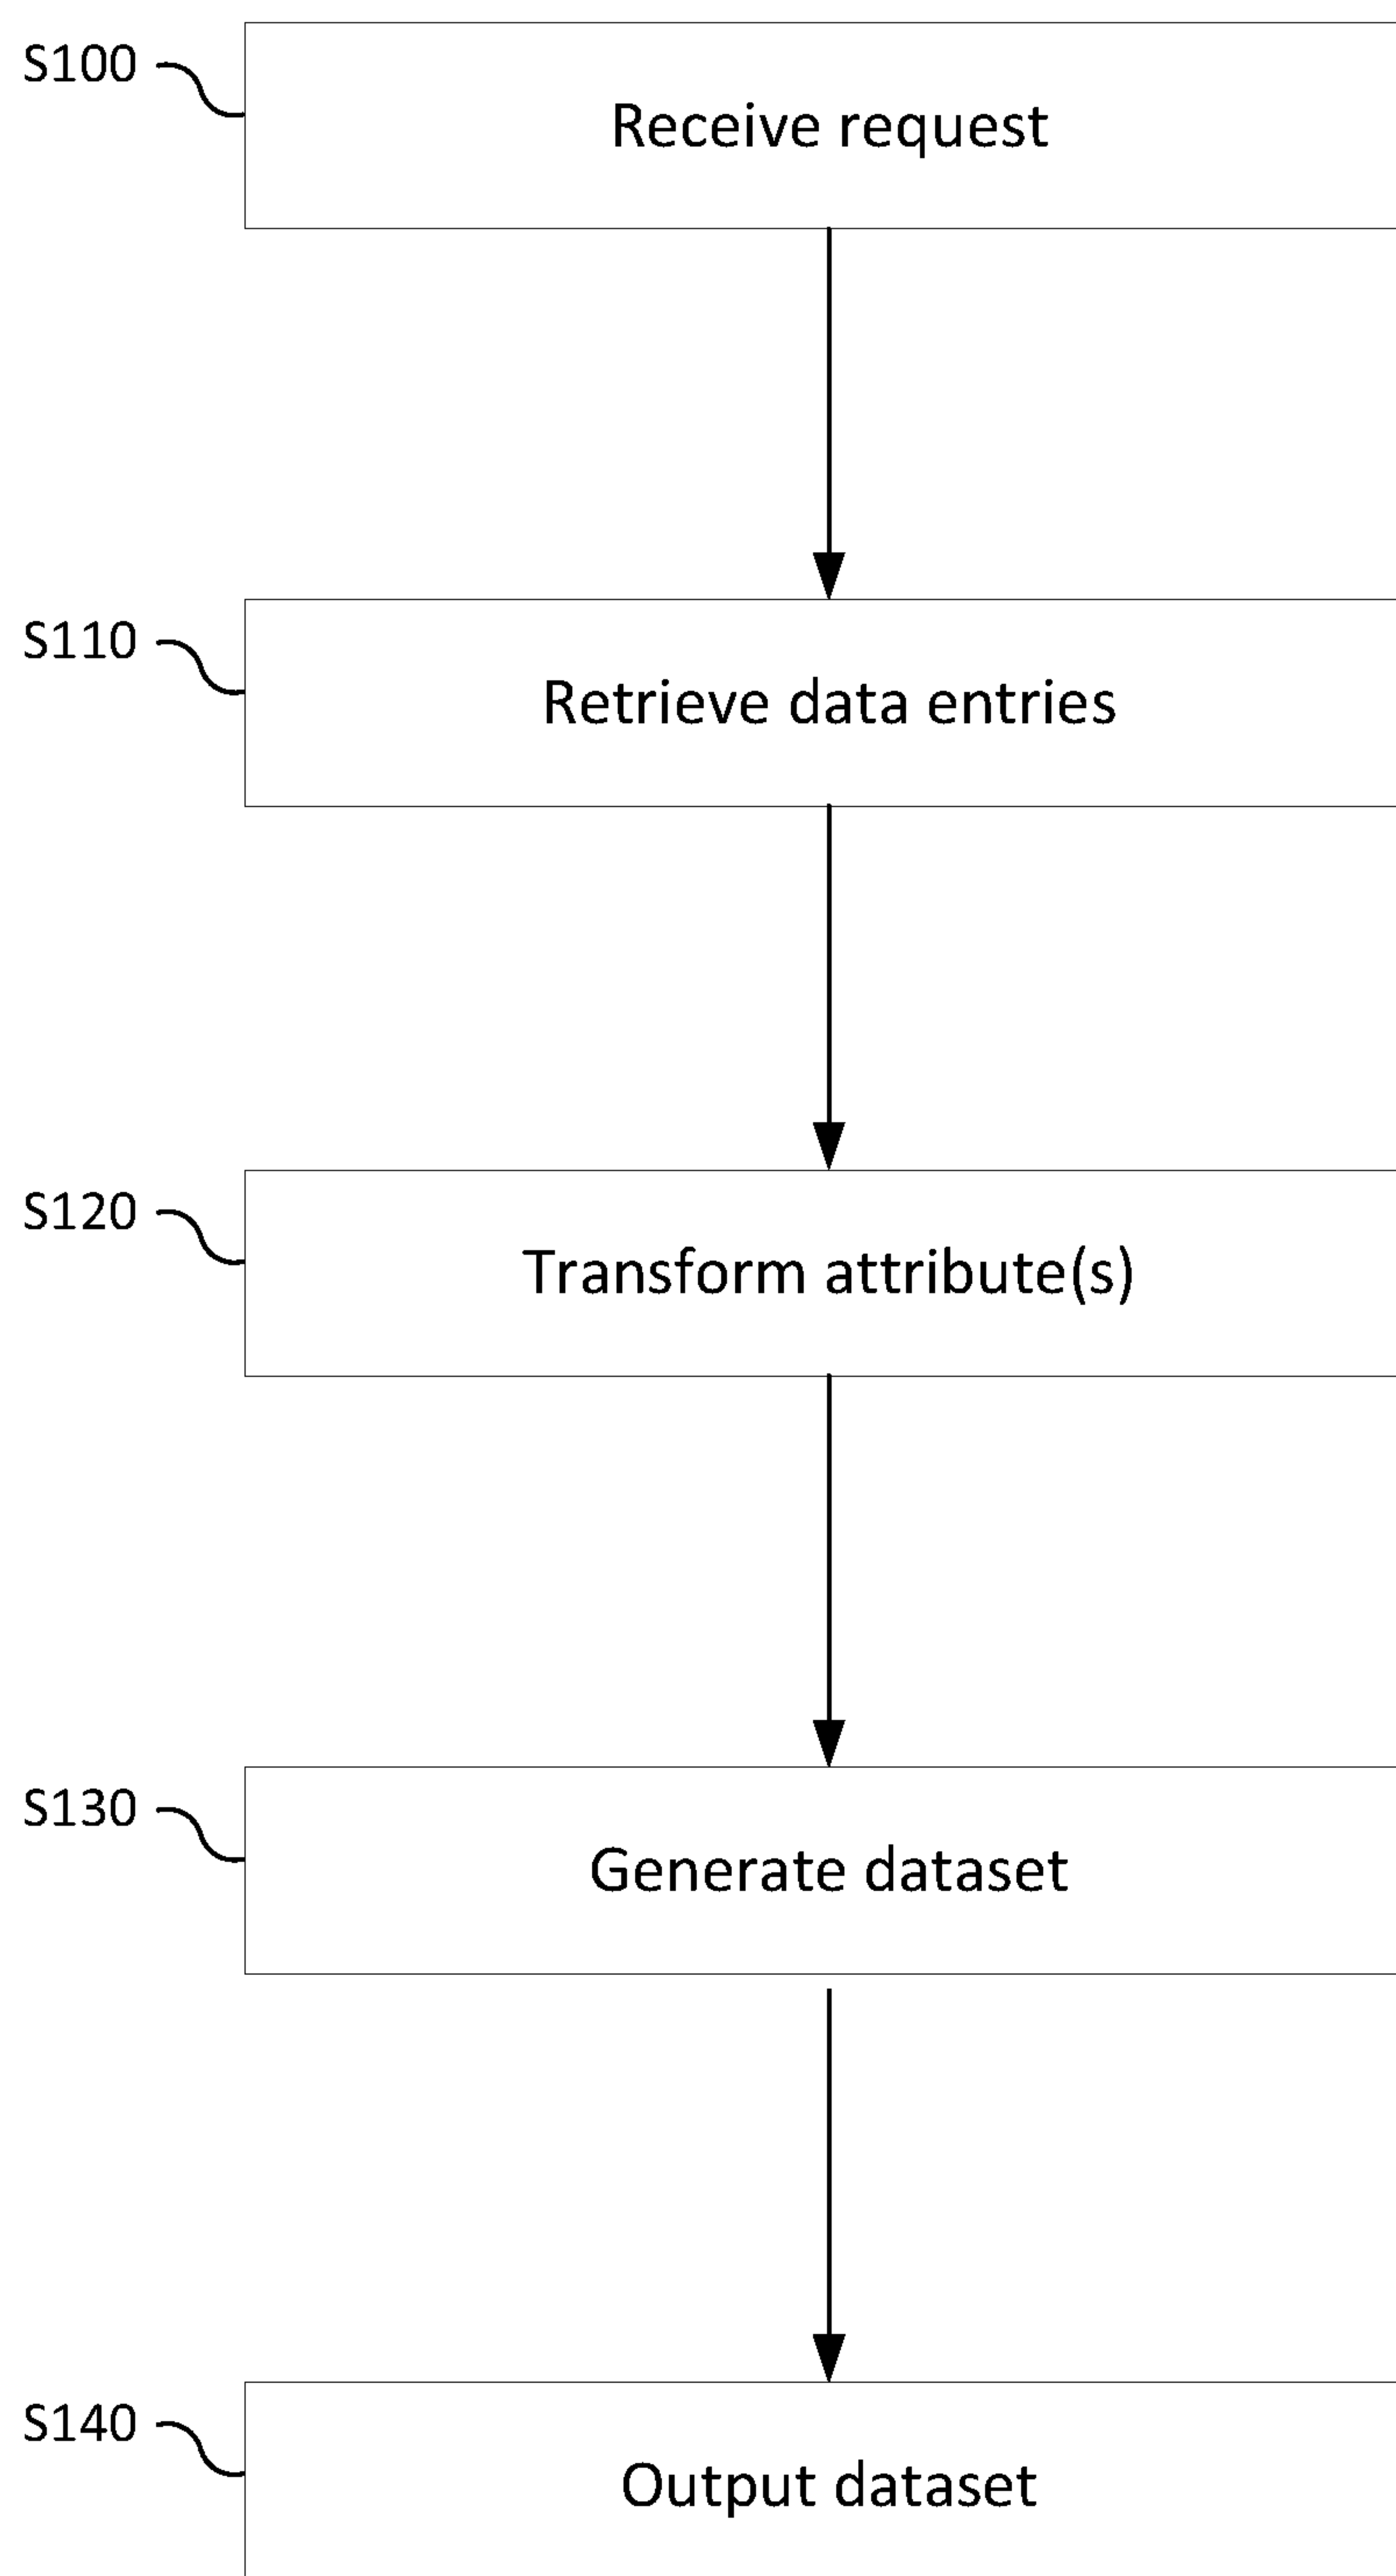 S100
Receive request
S110
Retrieve data entries
S120
Transform attribute(s)
S130
Generate dataset
S140
Output dataset